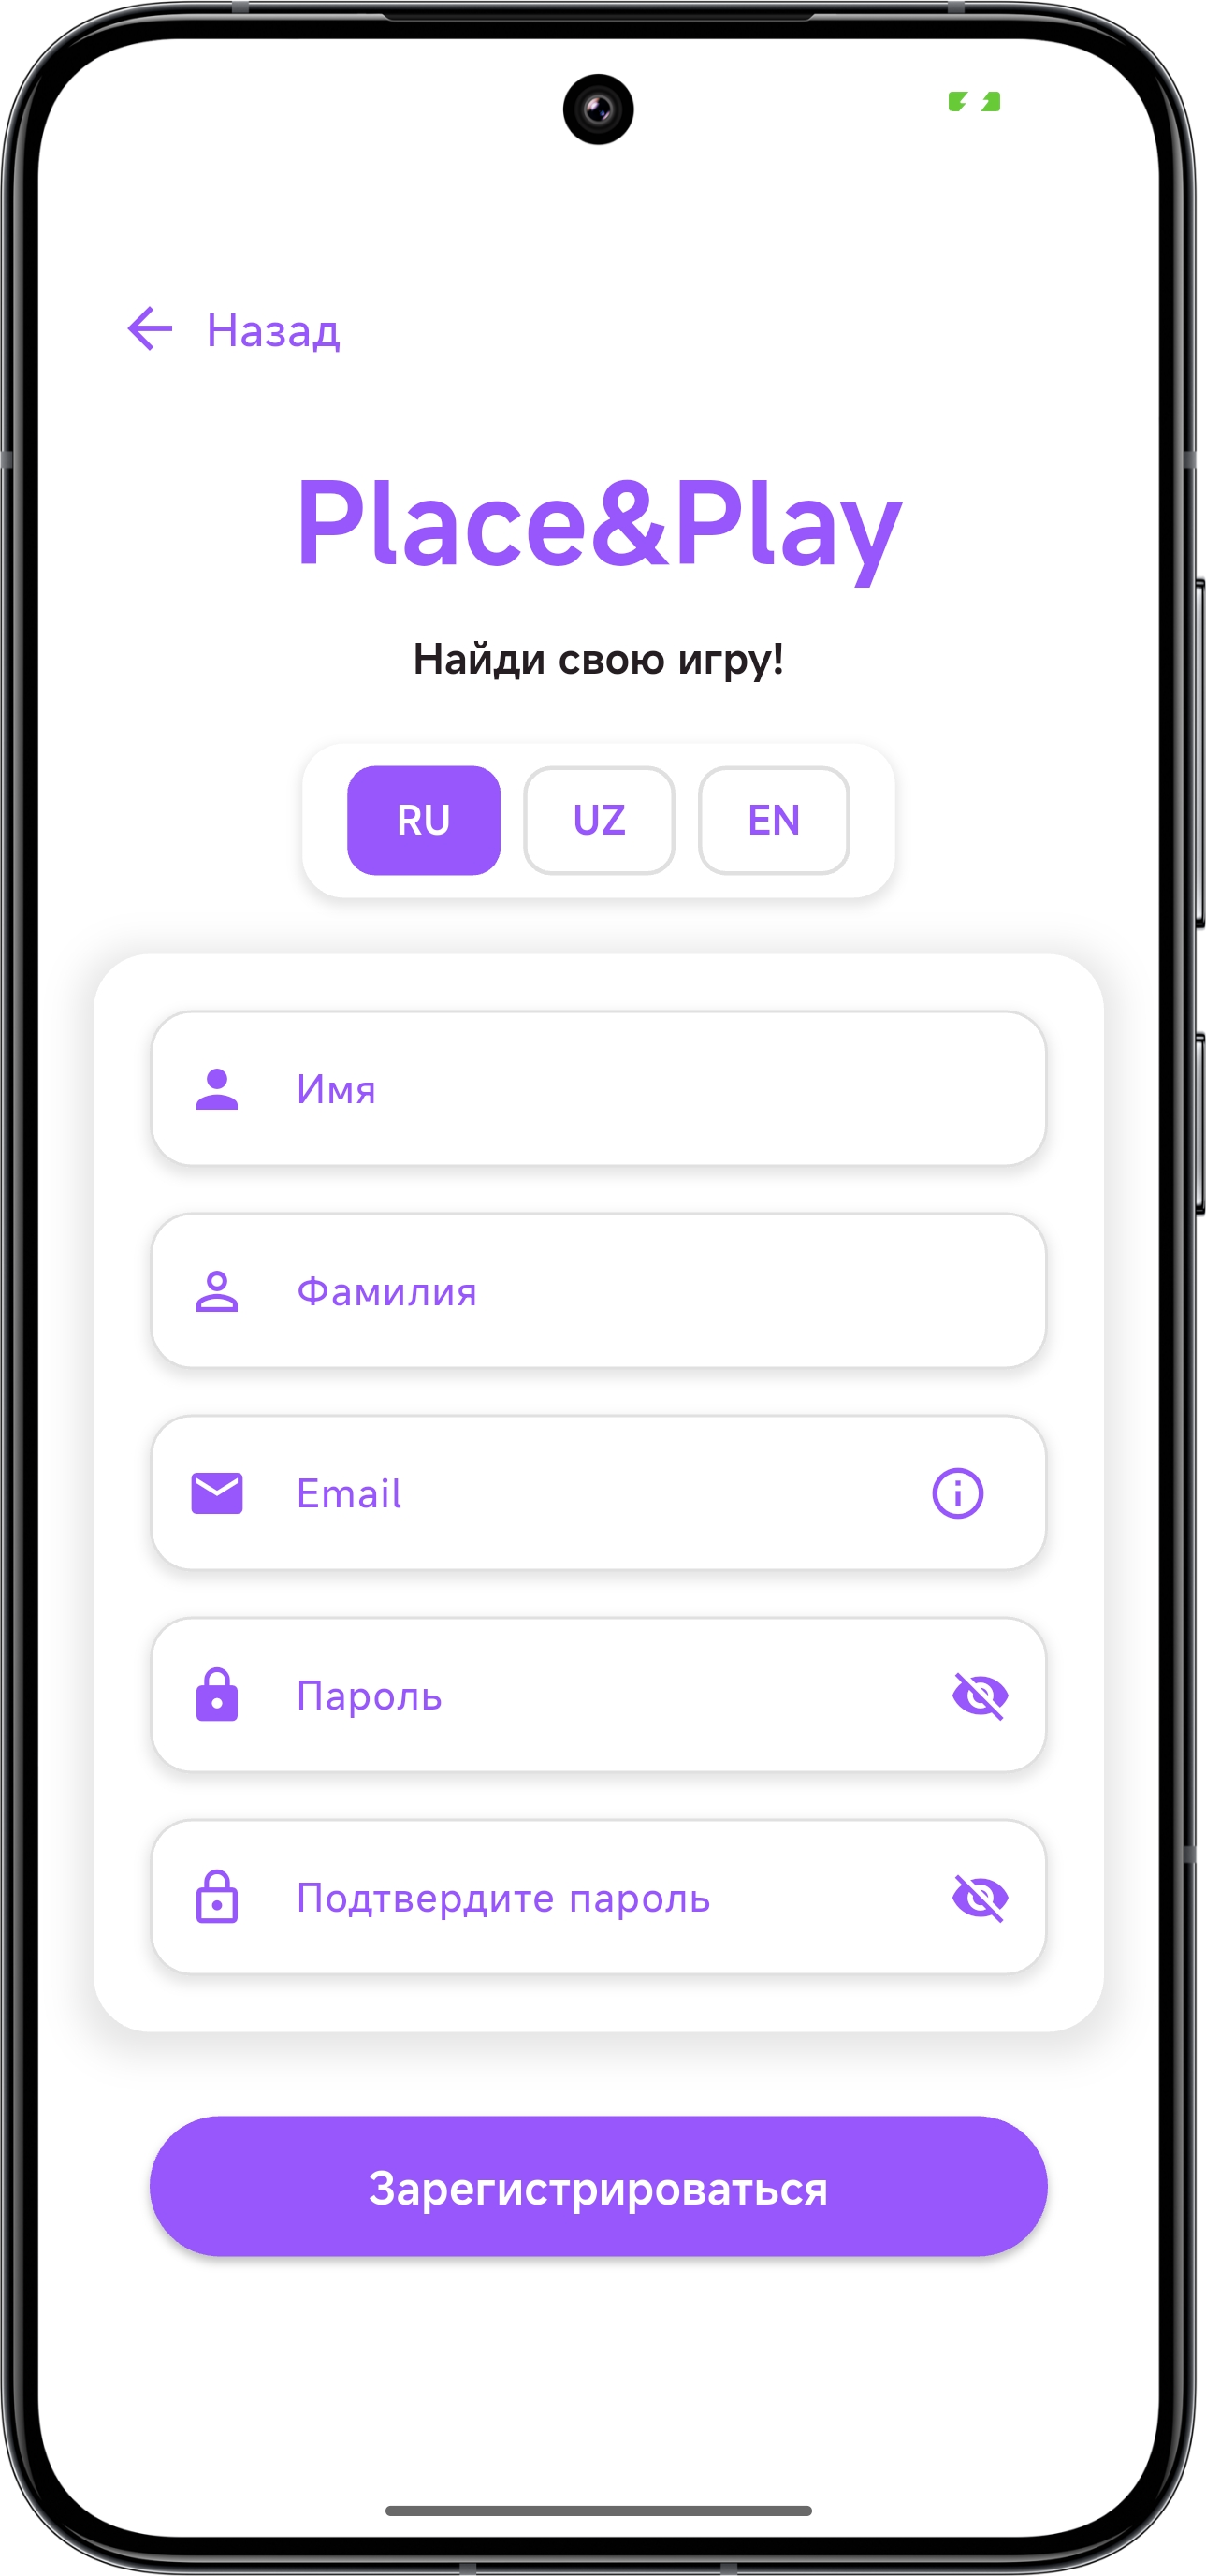 Назад
Place&Play
Найди свою игру!
RU UZ EN
Имя
Фамилия
Email
Пароль
Подтвердите пароль
Зарегистрироваться